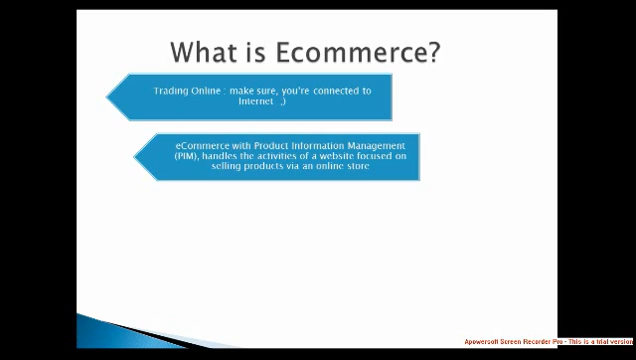 What is Ecommerce?
Trading Online : make sure, you're connected to
Internet ,)
eCommerce with Product Information Management
(PIM), handles the activities of a website focused on
selling products via an online store
Apowersoft Screen Recorder Pro - This is a trial version